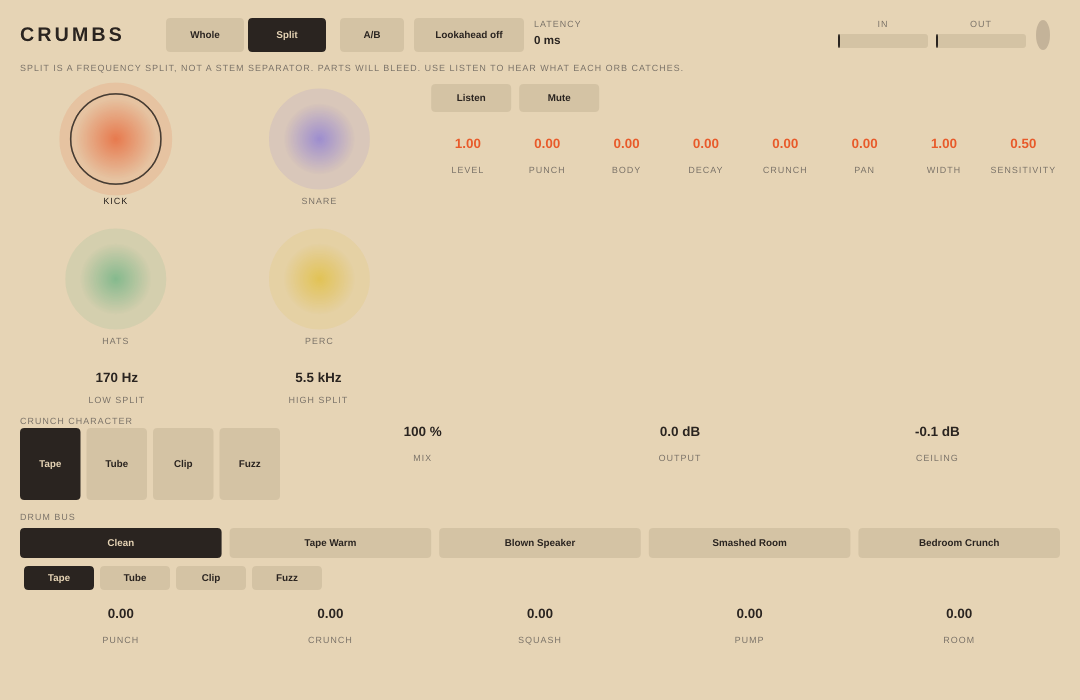 CRUMBS
Whole
Split
A/B
Lookahead off
LATENCY
0 ms
IN
OUT
SPLIT IS A FREQUENCY SPLIT, NOT A STEM SEPARATOR. PARTS WILL BLEED. USE LISTEN TO HEAR WHAT EACH ORB CATCHES.
KICK
SNARE
HATS
PERC
170 Hz
LOW SPLIT
5.5 kHz
HIGH SPLIT
Listen
Mute
1.00 0.00 0.00 0.00 0.00 0.00 1.00 0.50
LEVEL PUNCH BODY DECAY CRUNCH PAN WIDTH SENSITIVITY
CRUNCH CHARACTER
Tape Tube Clip Fuzz
100 % 0.0 dB -0.1 dB
MIX OUTPUT CEILING
DRUM BUS
Clean Tape Warm Blown Speaker Smashed Room Bedroom Crunch
Tape Tube Clip Fuzz
0.00 0.00 0.00 0.00 0.00
PUNCH CRUNCH SQUASH PUMP ROOM